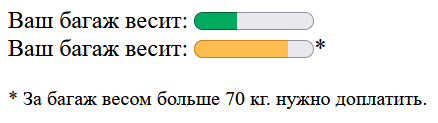 Ваш багаж весит:
Ваш багаж весит: *
* За багаж весом больше 70 кг. нужно доплатить.